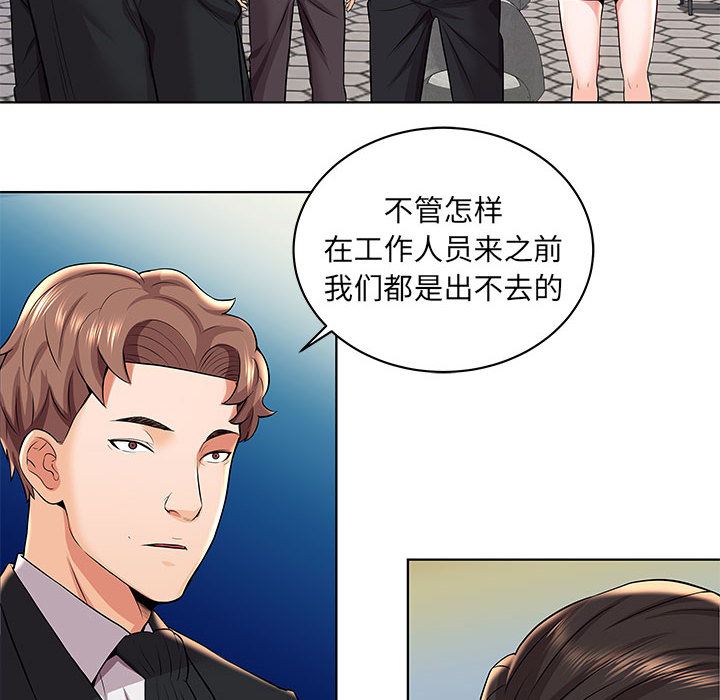 不管怎样
在工作人员来之前
我们都是出不去的